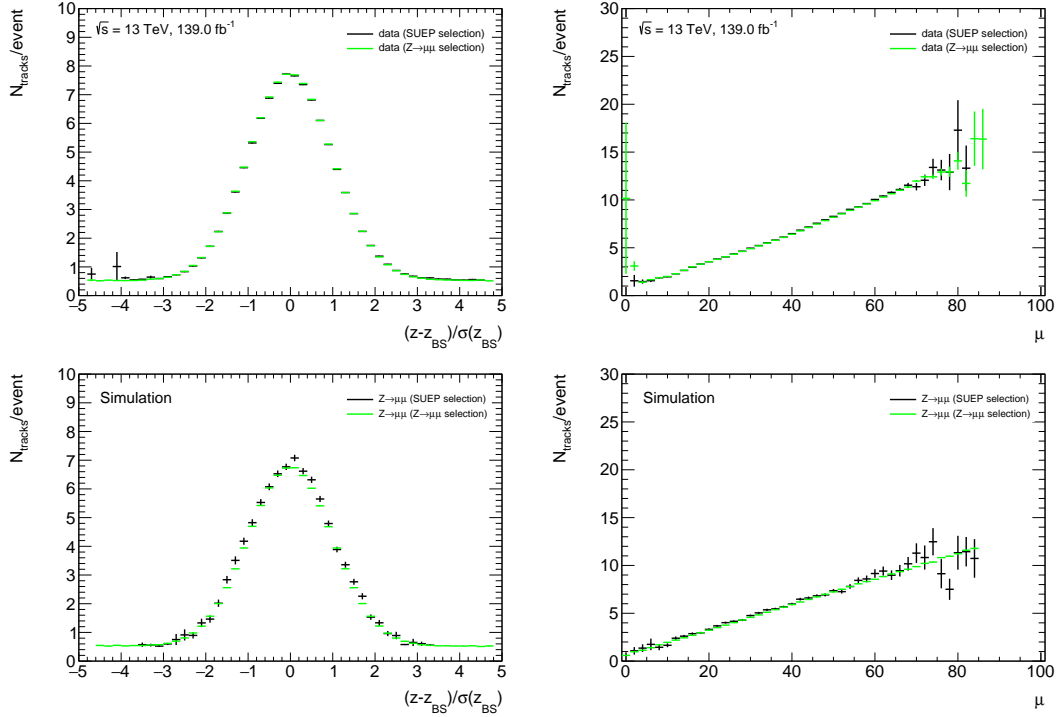 √s = 13 TeV, 139.0 fb⁻¹
data (SUEP selection)
data (Z→μμ selection)
N_tracks/event
10
9
8
7
6
5
4
3
2
1
0
−5 −4 −3 −2 −1 0 1 2 3 4 5
(z-z_BS)/σ(z_BS)
√s = 13 TeV, 139.0 fb⁻¹
data (SUEP selection)
data (Z→μμ selection)
N_tracks/event
30
25
20
15
10
5
0
0 20 40 60 80 100
μ
Simulation
Z→μμ (SUEP selection)
Z→μμ (Z→μμ selection)
N_tracks/event
10
9
8
7
6
5
4
3
2
1
0
−5 −4 −3 −2 −1 0 1 2 3 4 5
(z-z_BS)/σ(z_BS)
Simulation
Z→μμ (SUEP selection)
Z→μμ (Z→μμ selection)
N_tracks/event
30
25
20
15
10
5
0
0 20 40 60 80 100
μ